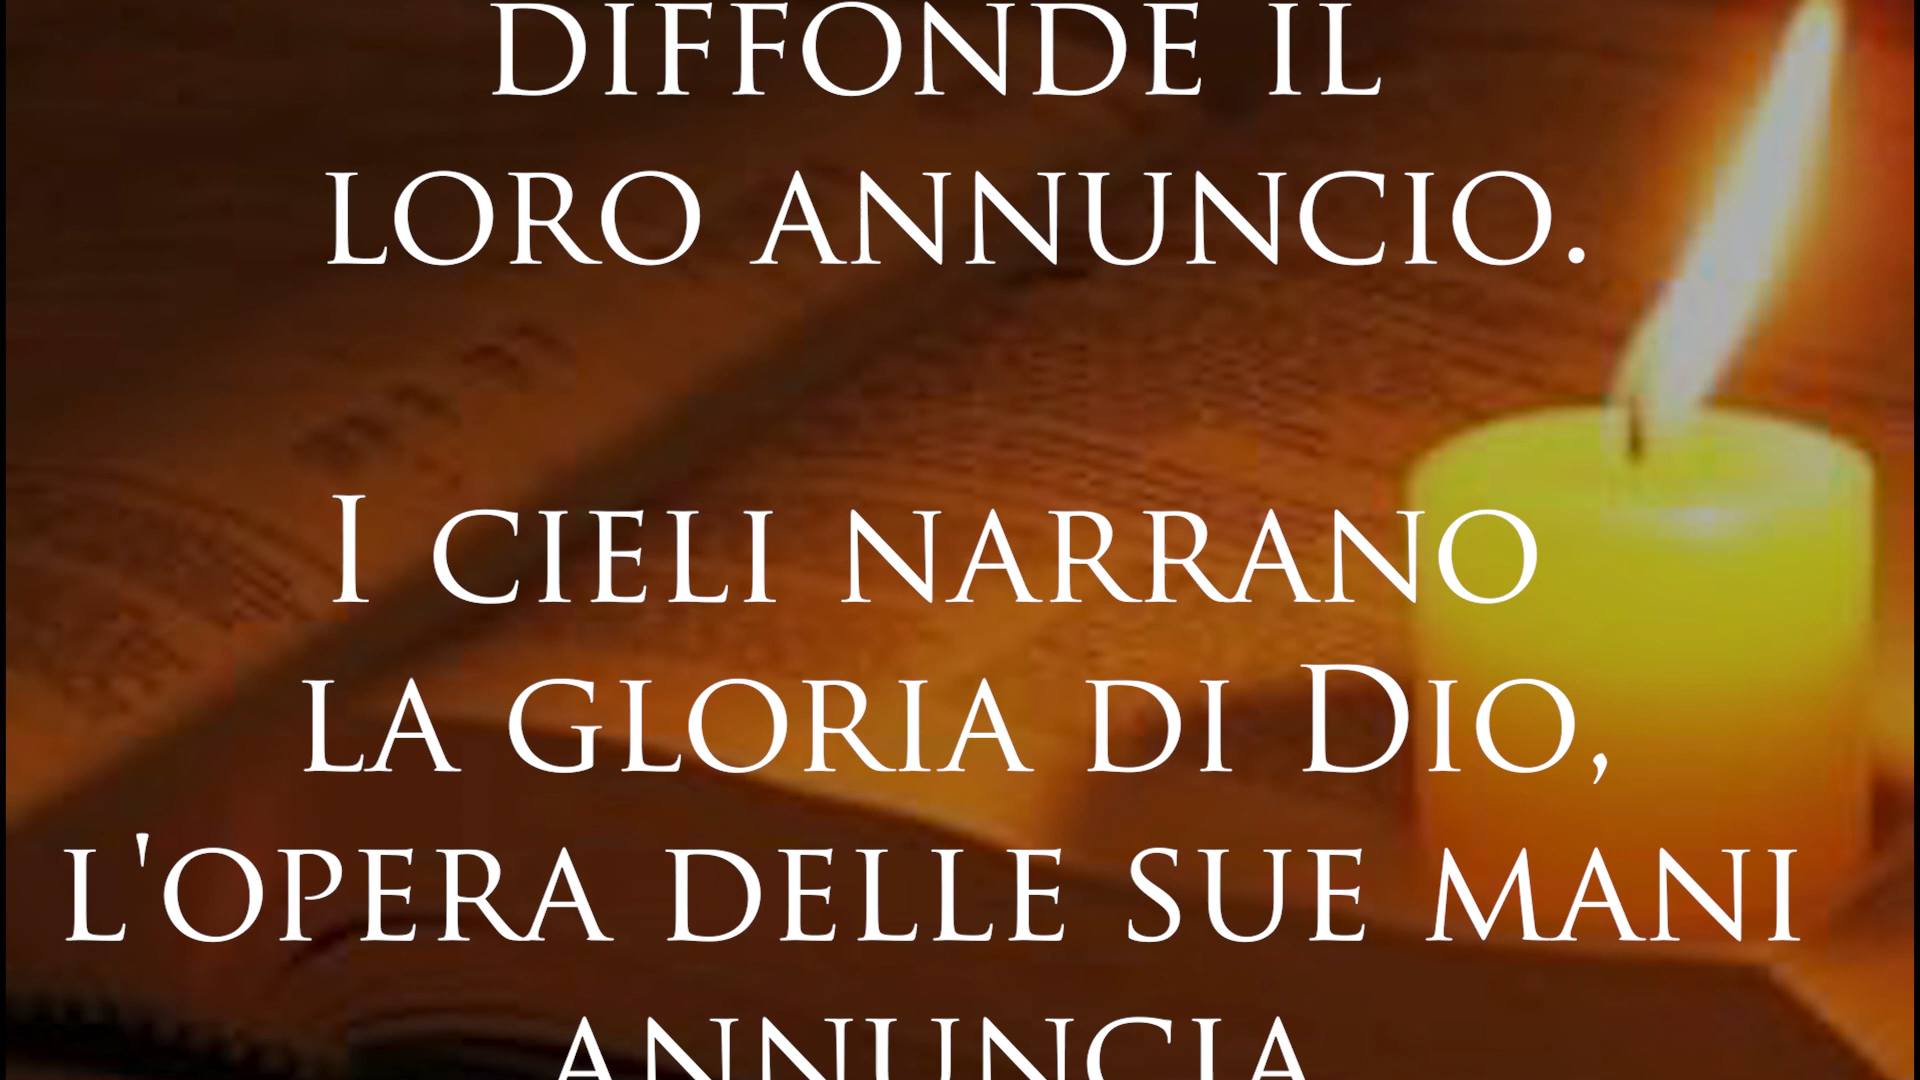 DIFFONDE IL
LORO ANNUNCIO.
I CIELI NARRANO
LA GLORIA DI DIO,
L'OPERA DELLE SUE MANI
ANNUNCIA